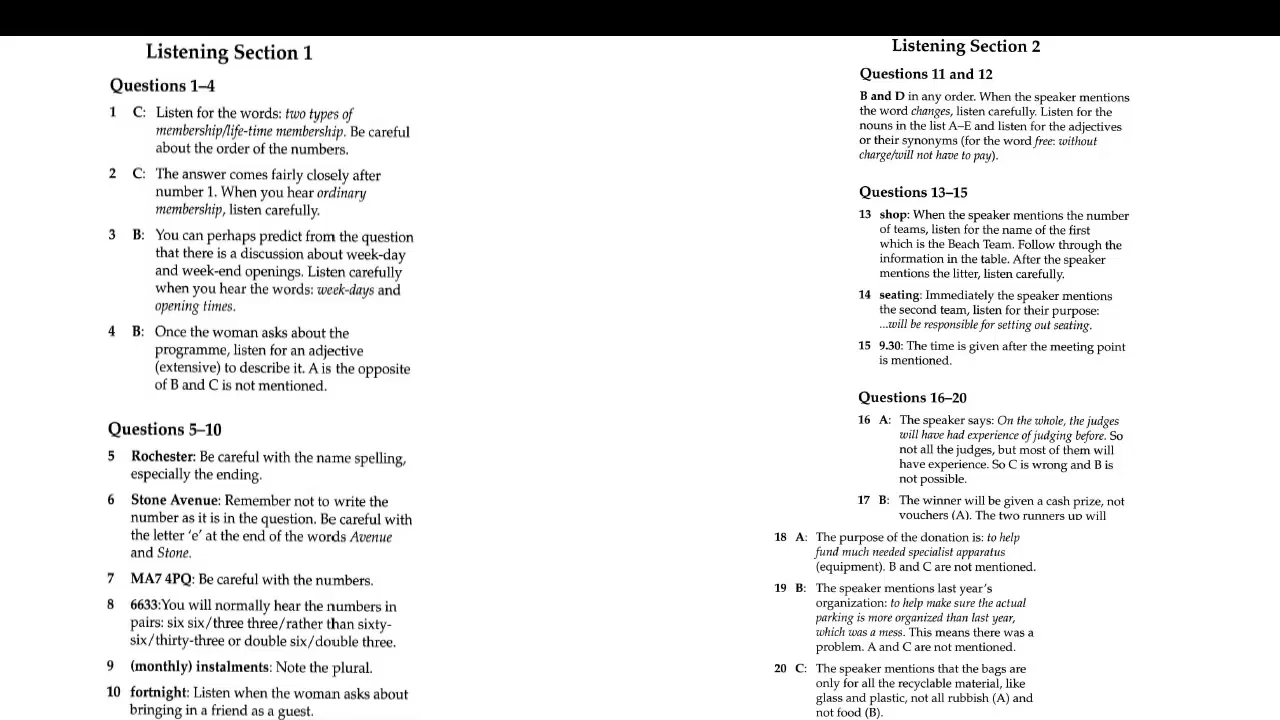 Listening Section 1
Questions 1–4
1 C: Listen for the words: two types of
membership/life-time membership. Be careful
about the order of the numbers.
2 C: The answer comes fairly closely after
number 1. When you hear ordinary
membership, listen carefully.
3 B: You can perhaps predict from the question
that there is a discussion about week-day
and week-end openings. Listen carefully
when you hear the words: week-days and
opening times.
4 B: Once the woman asks about the
programme, listen for an adjective
(extensive) to describe it. A is the opposite
of B and C is not mentioned.
Questions 5–10
5 Rochester: Be careful with the name spelling,
especially the ending.
6 Stone Avenue: Remember not to write the
number as it is in the question. Be careful with
the letter 'e' at the end of the words Avenue
and Stone.
7 MA7 4PQ: Be careful with the numbers.
8 6633:You will normally hear the numbers in
pairs: six six/three three/rather than sixty-
six/thirty-three or double six/double three.
9 (monthly) instalments: Note the plural.
10 fortnight: Listen when the woman asks about
bringing in a friend as a guest.
Listening Section 2
Questions 11 and 12
B and D in any order. When the speaker mentions
the word changes, listen carefully. Listen for the
nouns in the list A–E and listen for the adjectives
or their synonyms (for the word free: without
charge/will not have to pay).
Questions 13–15
13 shop: When the speaker mentions the number
of teams, listen for the name of the first
which is the Beach Team. Follow through the
information in the table. After the speaker
mentions the litter, listen carefully.
14 seating: Immediately the speaker mentions
the second team, listen for their purpose:
...will be responsible for setting out seating.
15 9.30: The time is given after the meeting point
is mentioned.
Questions 16–20
16 A: The speaker says: On the whole, the judges
will have had experience of judging before. So
not all the judges, but most of them will
have experience. So C is wrong and B is
not possible.
17 B: The winner will be given a cash prize, not
vouchers (A). The two runners up will
18 A: The purpose of the donation is: to help
fund much needed specialist apparatus
(equipment). B and C are not mentioned.
19 B: The speaker mentions last year's
organization: to help make sure the actual
parking is more organized than last year,
which was a mess. This means there was a
problem. A and C are not mentioned.
20 C: The speaker mentions that the bags are
only for all the recyclable material, like
glass and plastic, not all rubbish (A) and
not food (B).